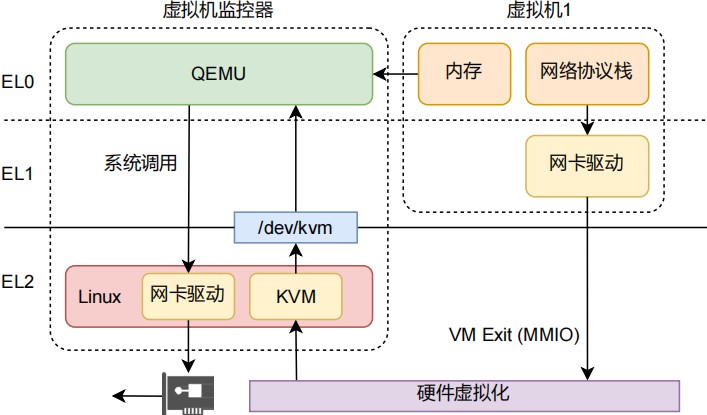 虚拟机监控器
虚拟机1
EL0
QEMU
内存
网络协议栈
系统调用
EL1
网卡驱动
/dev/kvm
EL2
Linux
网卡驱动
KVM
VM Exit (MMIO)
硬件虚拟化